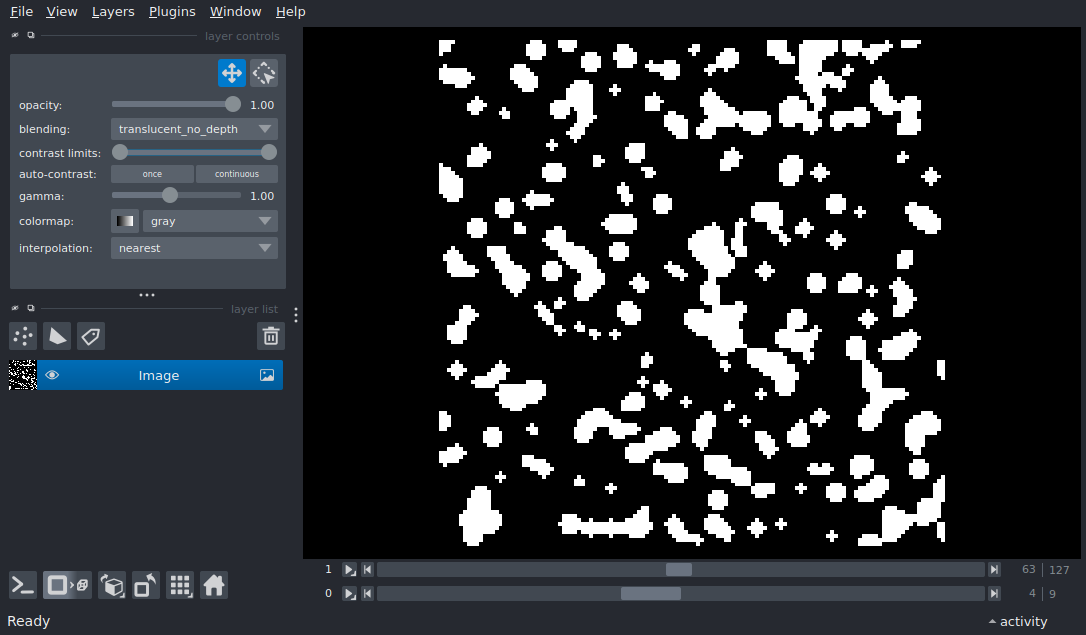 File View Layers Plugins Window Help
layer controls
opacity: 1.00
blending: translucent_no_depth
contrast limits:
auto-contrast: once continuous
gamma: 1.00
colormap: gray
interpolation: nearest
layer list
Image
1 63 127
0 4 9
Ready activity